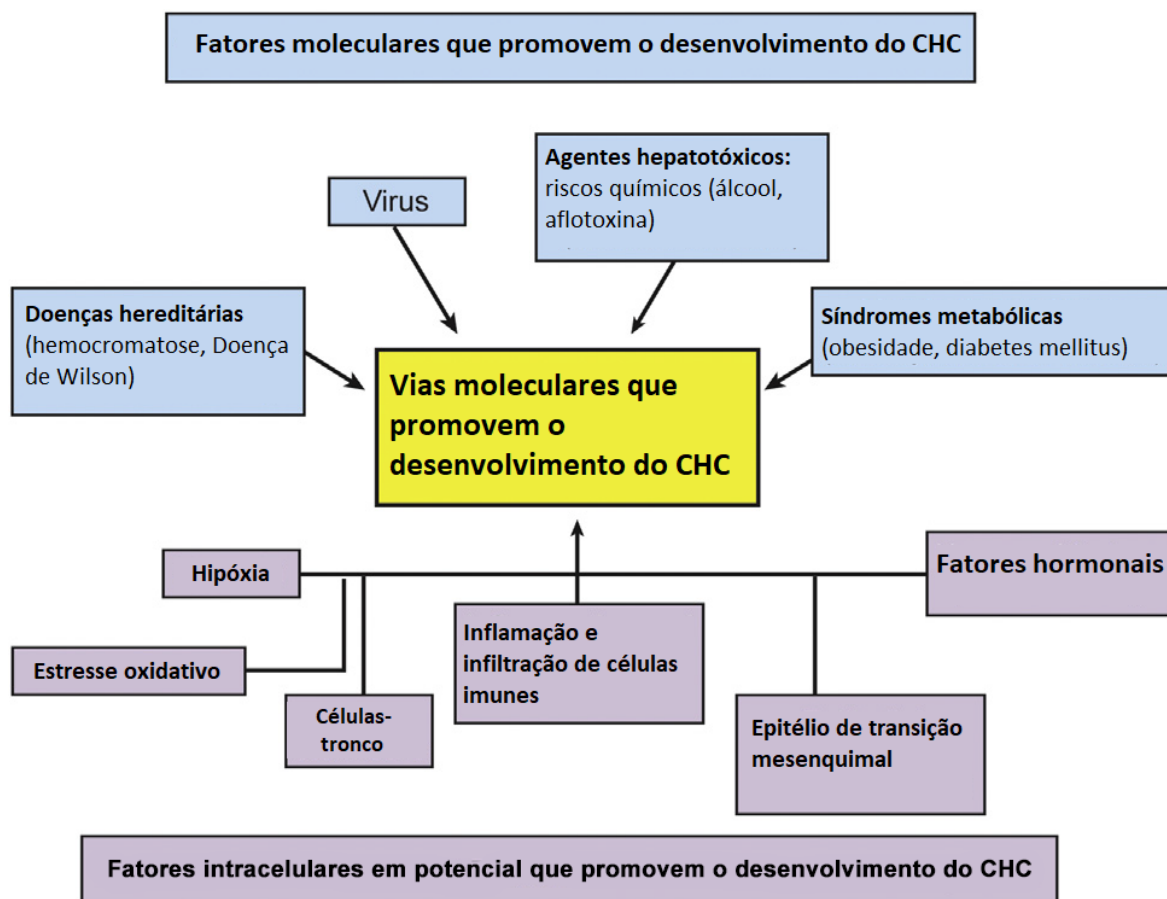 Fatores moleculares que promovem o desenvolvimento do CHC
Virus
Agentes hepatotóxicos:
riscos químicos (álcool,
aflotoxina)
Doenças hereditárias
(hemocromatose, Doença
de Wilson)
Síndromes metabólicas
(obesidade, diabetes mellitus)
Vias moleculares que
promovem o
desenvolvimento do CHC
Hipóxia
Fatores hormonais
Estresse oxidativo
Células-
tronco
Inflamação e
infiltração de células
imunes
Epitélio de transição
mesenquimal
Fatores intracelulares em potencial que promovem o desenvolvimento do CHC